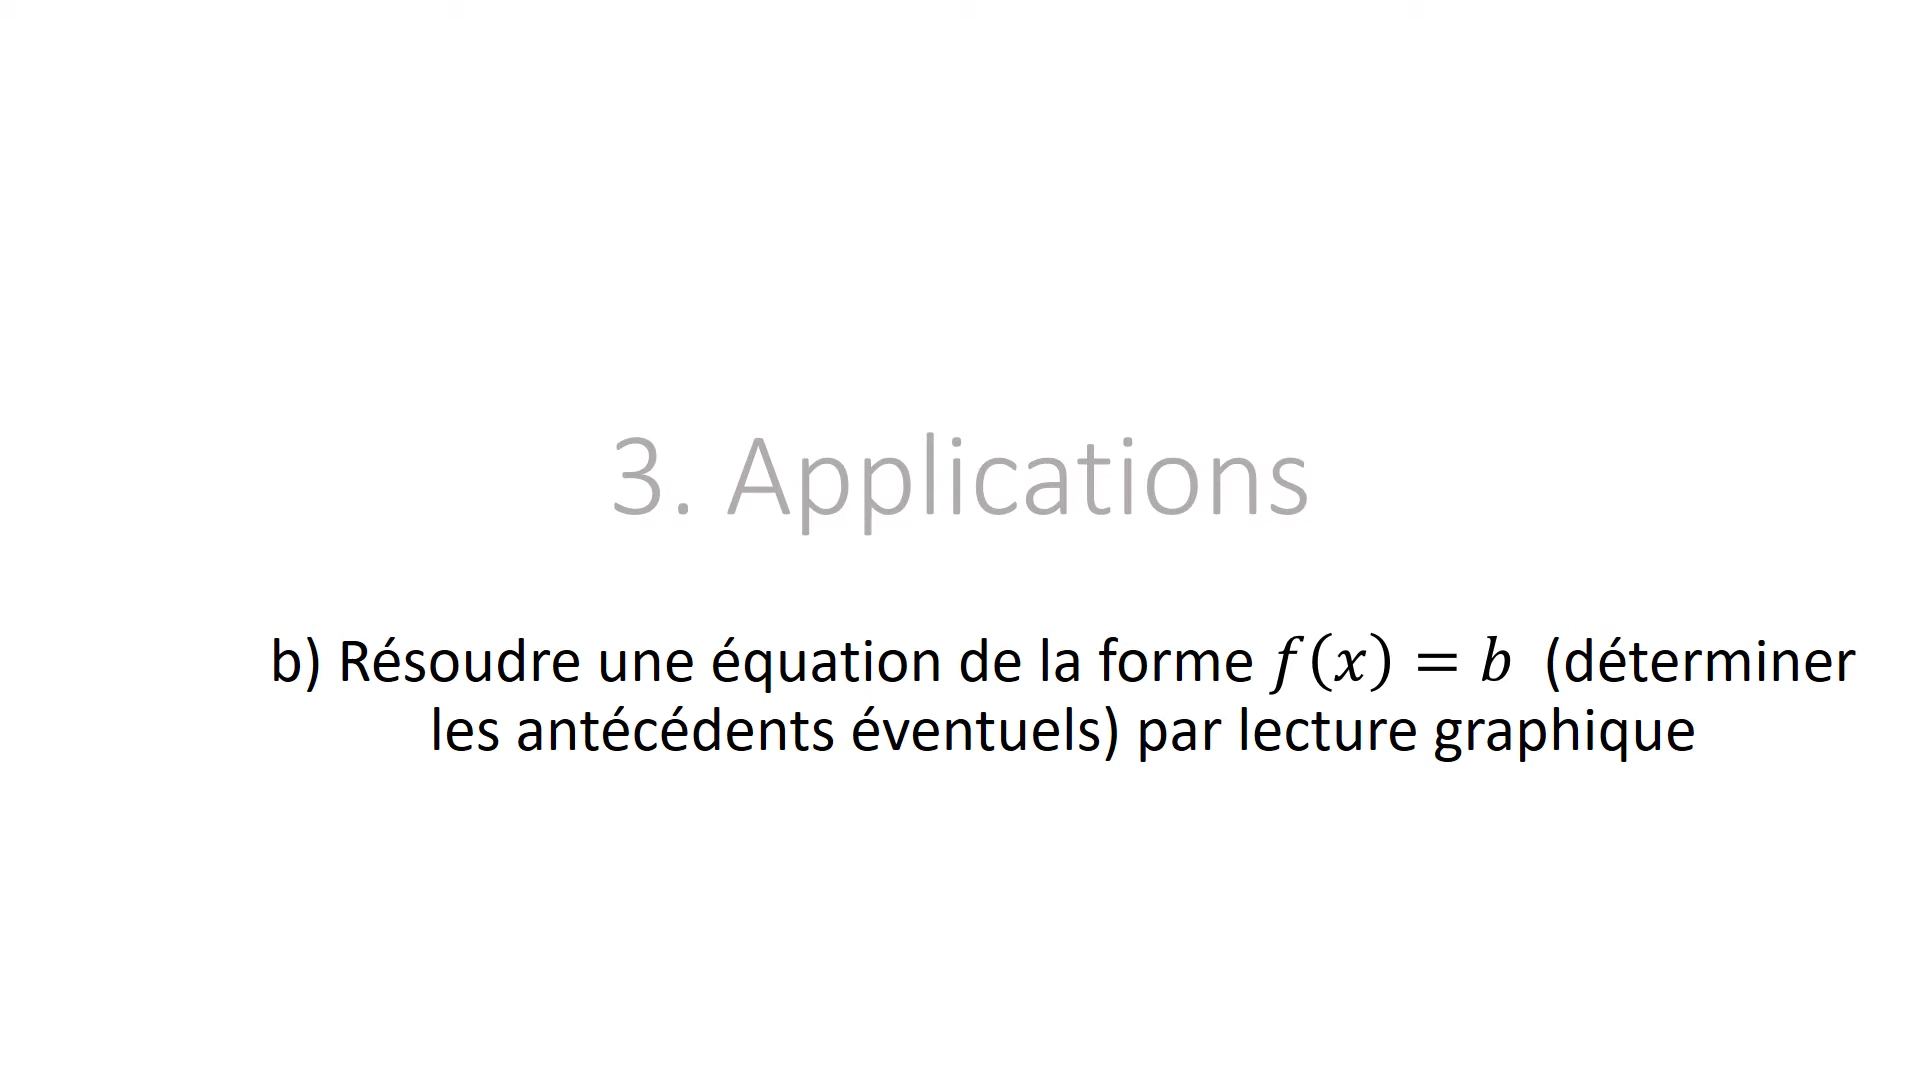 3. Applications
b) Résoudre une équation de la forme 𝑓(𝑥) = 𝑏 (déterminer
les antécédents éventuels) par lecture graphique